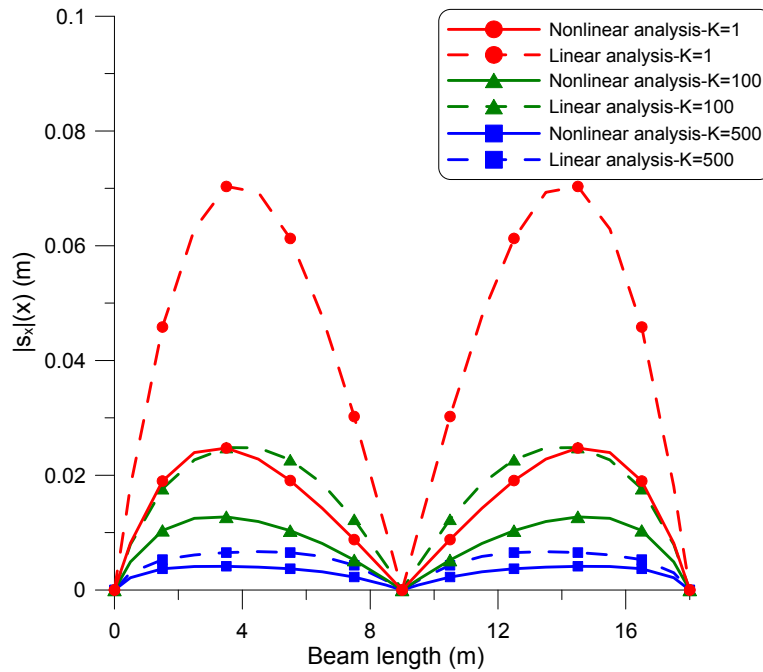 0.1
0.08
0.06
0.04
0.02
0
|sₓ|(x) (m)
Nonlinear analysis-K=1
Linear analysis-K=1
Nonlinear analysis-K=100
Linear analysis-K=100
Nonlinear analysis-K=500
Linear analysis-K=500
0 4 8 12 16
Beam length (m)